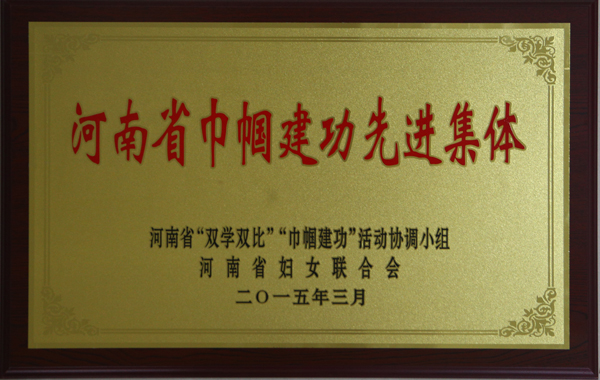 河南省巾帼建功先进集体
河南省“双学双比”“巾帼建功”活动协调小组
河南省妇女联合会
二〇一五年三月